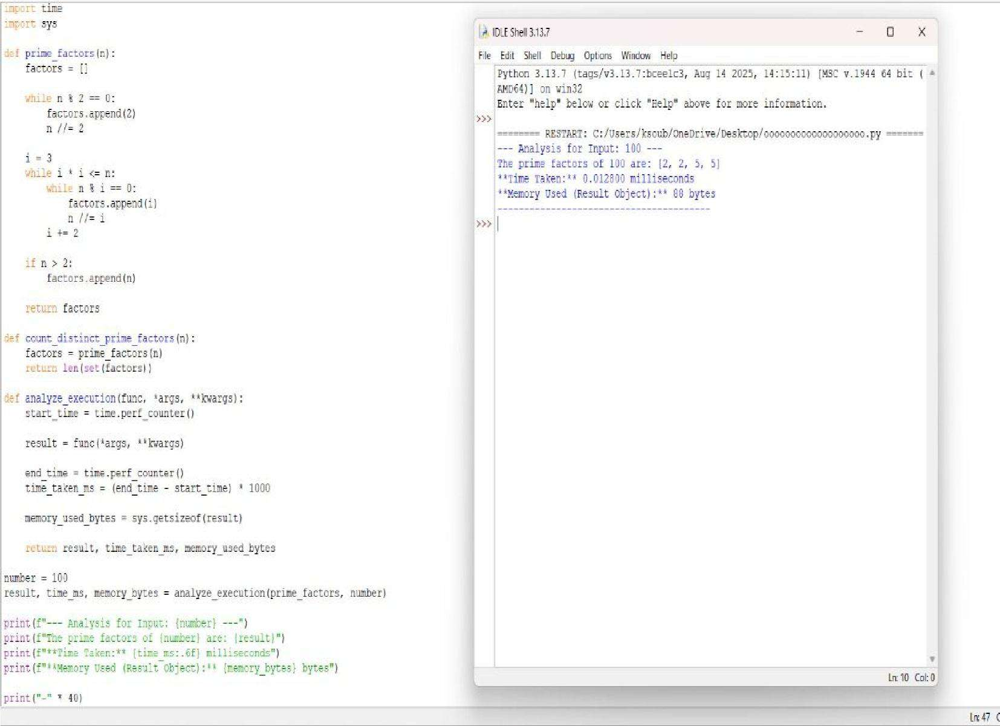 import time
import sys
def prime_factors(n):
    factors = []
    while n % 2 == 0:
        factors.append(2)
        n //= 2
    i = 3
    while i * i <= n:
        while n % i == 0:
            factors.append(i)
            n //= i
        i += 2
    if n > 2:
        factors.append(n)
    return factors
def count_distinct_prime_factors(n):
    factors = prime_factors(n)
    return len(set(factors))
def analyze_execution(func, *args, **kwargs):
    start_time = time.perf_counter()
    result = func(*args, **kwargs)
    end_time = time.perf_counter()
    time_taken_ms = (end_time - start_time) * 1000
    memory_used_bytes = sys.getsizeof(result)
    return result, time_taken_ms, memory_used_bytes
number = 100
result, time_ms, memory_bytes = analyze_execution(prime_factors, number)
print(f"--- Analysis for Input: {number} ---")
print(f"The prime factors of {number} are: {result}")
print(f"**Time Taken:** {time_ms:.6f} milliseconds")
print(f"**Memory Used (Result Object):** {memory_bytes} bytes")
print("-" * 40)
Ln: 47
IDLE Shell 3.13.7
File Edit Shell Debug Options Window Help
Python 3.13.7 (tags/v3.13.7:bcee1c3, Aug 14 2025, 14:15:11) [MSC v.1944 64 bit (
AMD64)] on win32
Enter "help" below or click "Help" above for more information.
>>>
======== RESTART: C:/Users/ksoub/OneDrive/Desktop/ooooooooooooooooooo.py =======
--- Analysis for Input: 100 ---
The prime factors of 100 are: [2, 2, 5, 5]
**Time Taken:** 0.012800 milliseconds
**Memory Used (Result Object):** 88 bytes
----------------------------------------
>>>
Ln: 10 Col: 0